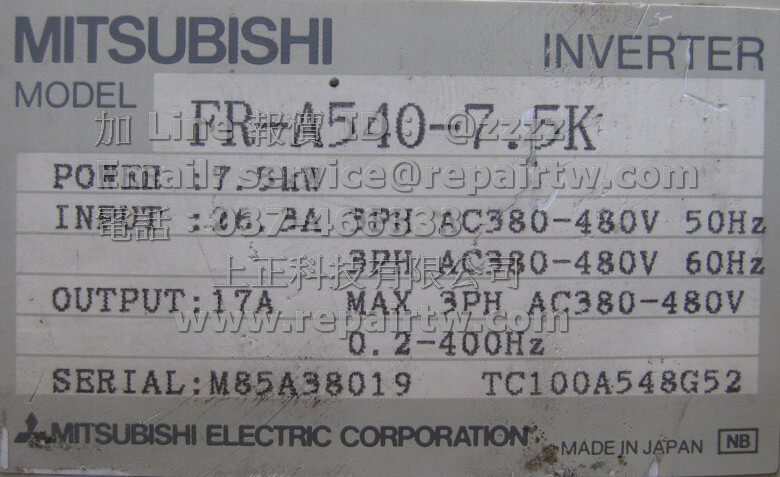 MITSUBISHI INVERTER
MODEL FR-A540-7.5K
加 Line 報價 ID : @zzzz
POWER :7.5kW
Email: service@repairtw.com
INPUT : 3PH AC380-480V 50Hz
電話:037-466333
3PH AC380-480V 60Hz
上正科技有限公司
OUTPUT:17A MAX 3PH AC380-480V
www.repairtw.com
0.2-400Hz
SERIAL:M85A38019 TC100A548G52
MITSUBISHI ELECTRIC CORPORATION MADE IN JAPAN NB